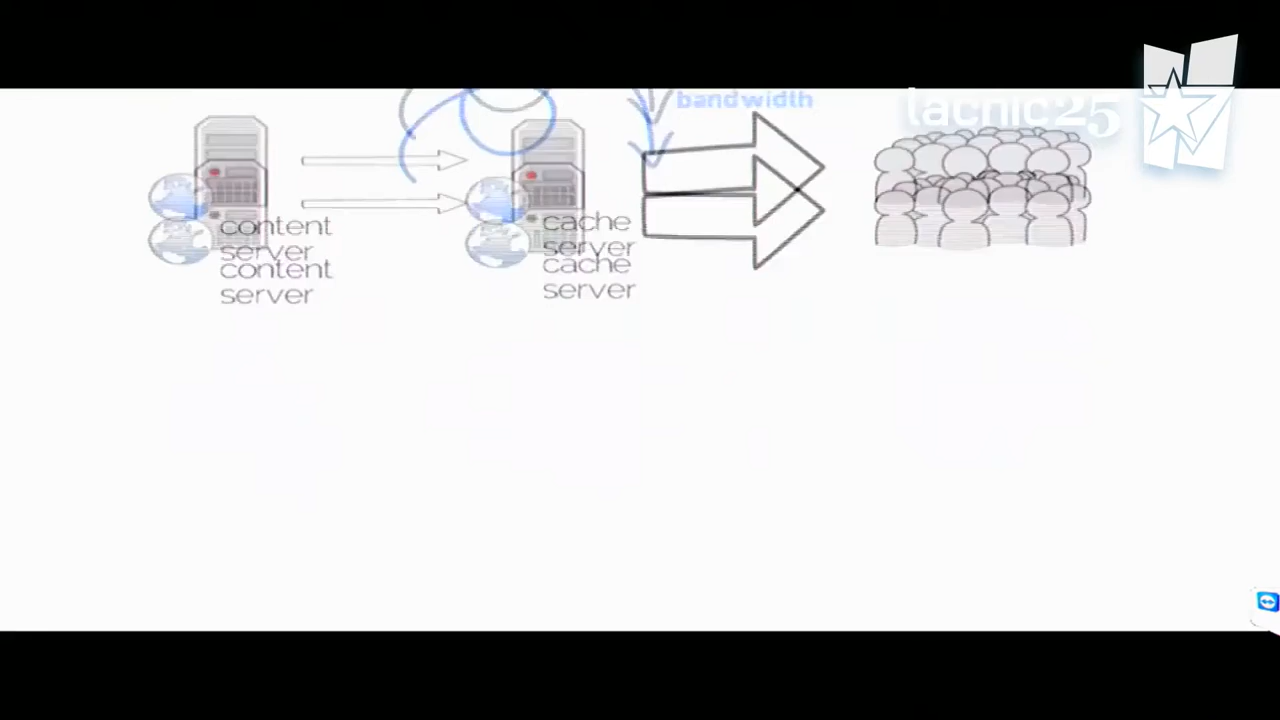 bandwidth
lacnic25
content
server
content
server
cache
server
cache
server